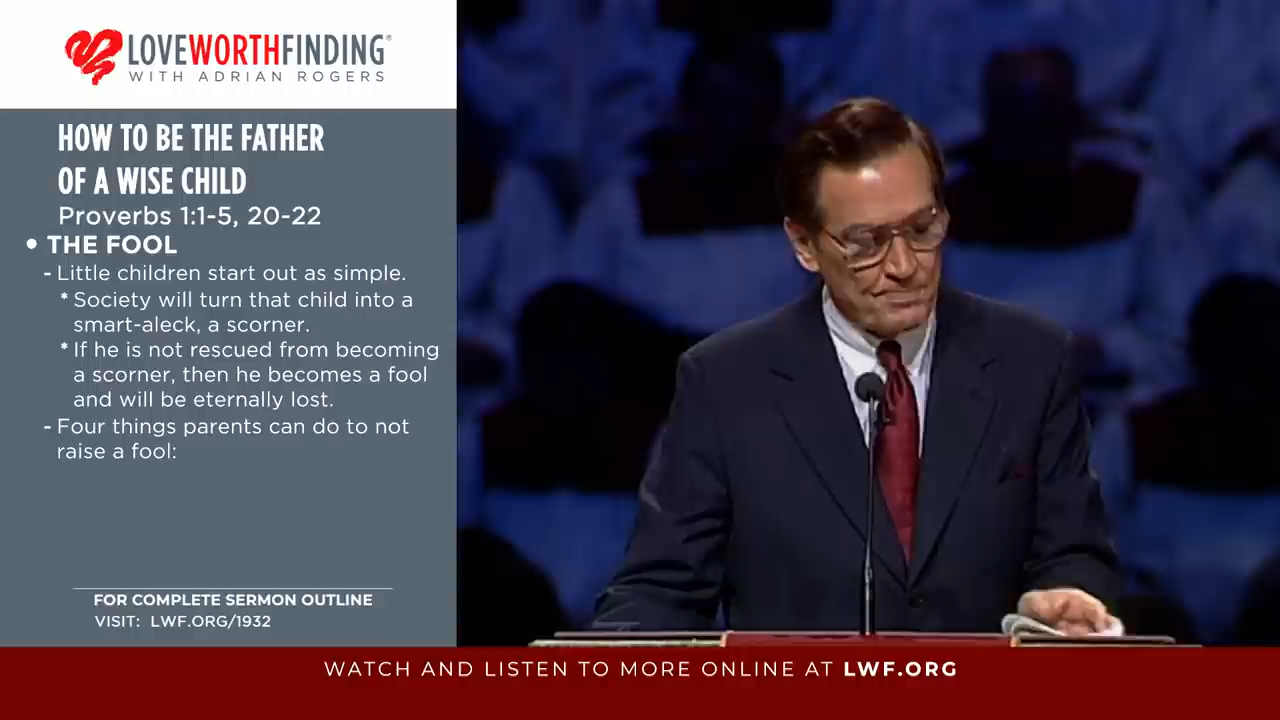 LOVEWORTHFINDING®
WITH ADRIAN ROGERS
HOW TO BE THE FATHER
OF A WISE CHILD
Proverbs 1:1-5, 20-22
• THE FOOL
- Little children start out as simple.
* Society will turn that child into a
smart-aleck, a scorner.
* If he is not rescued from becoming
a scorner, then he becomes a fool
and will be eternally lost.
- Four things parents can do to not
raise a fool:
FOR COMPLETE SERMON OUTLINE
VISIT: LWF.ORG/1932
WATCH AND LISTEN TO MORE ONLINE AT LWF.ORG